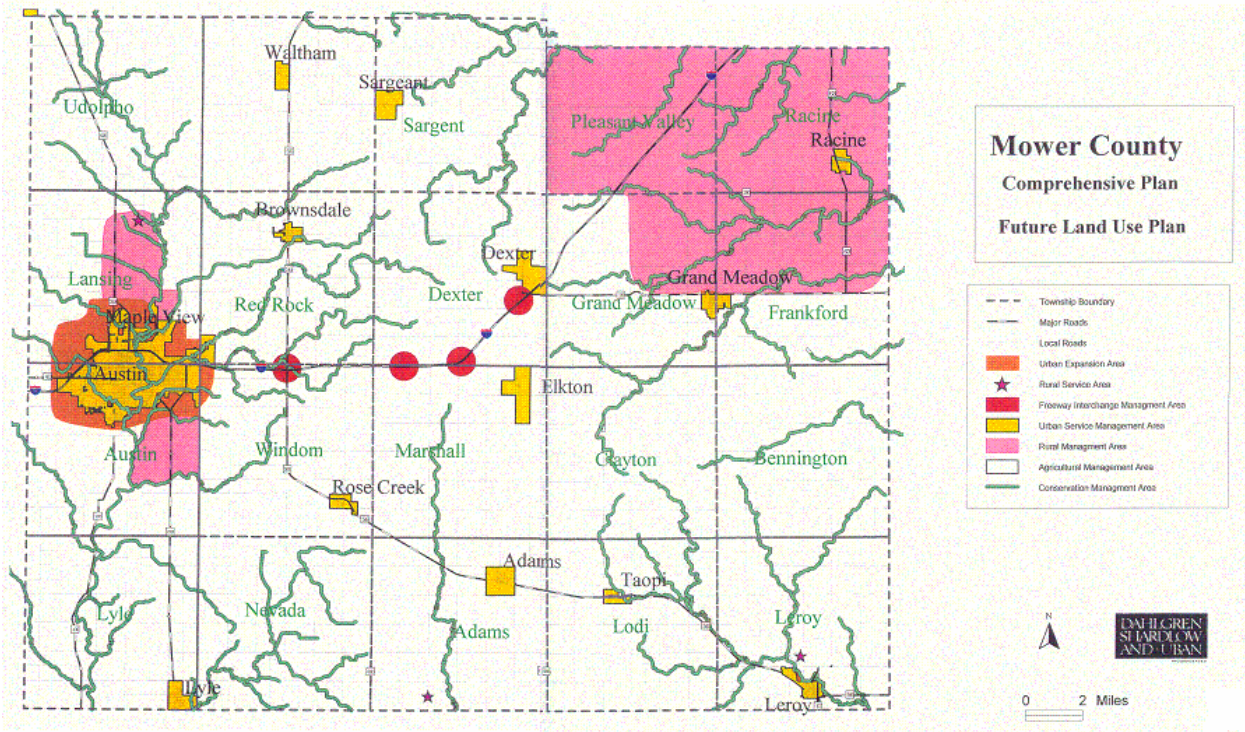 Waltham
Sargeant
Udolpho
Sargent
Pleasant Valley
Racine
Racine
Brownsdale
Lansing
Dexter
Red Rock
Dexter
Grand Meadow
Grand Meadow
Frankford
Maple View
Austin
Elkton
Austin
Windom
Marshall
Clayton
Bennington
Rose Creek
Adams
Taopi
Lyle
Nevada
Adams
Lodi
Leroy
Lyle
Leroy
Mower County
Comprehensive Plan
Future Land Use Plan
Township Boundary
Major Roads
Local Roads
Urban Expansion Area
Rural Service Area
Freeway Interchange Managment Area
Urban Service Management Area
Rural Managment Area
Agricultural Management Area
Conservation Managment Area
N
DAHLGREN
SHARDLOW
AND UBAN
0 2 Miles